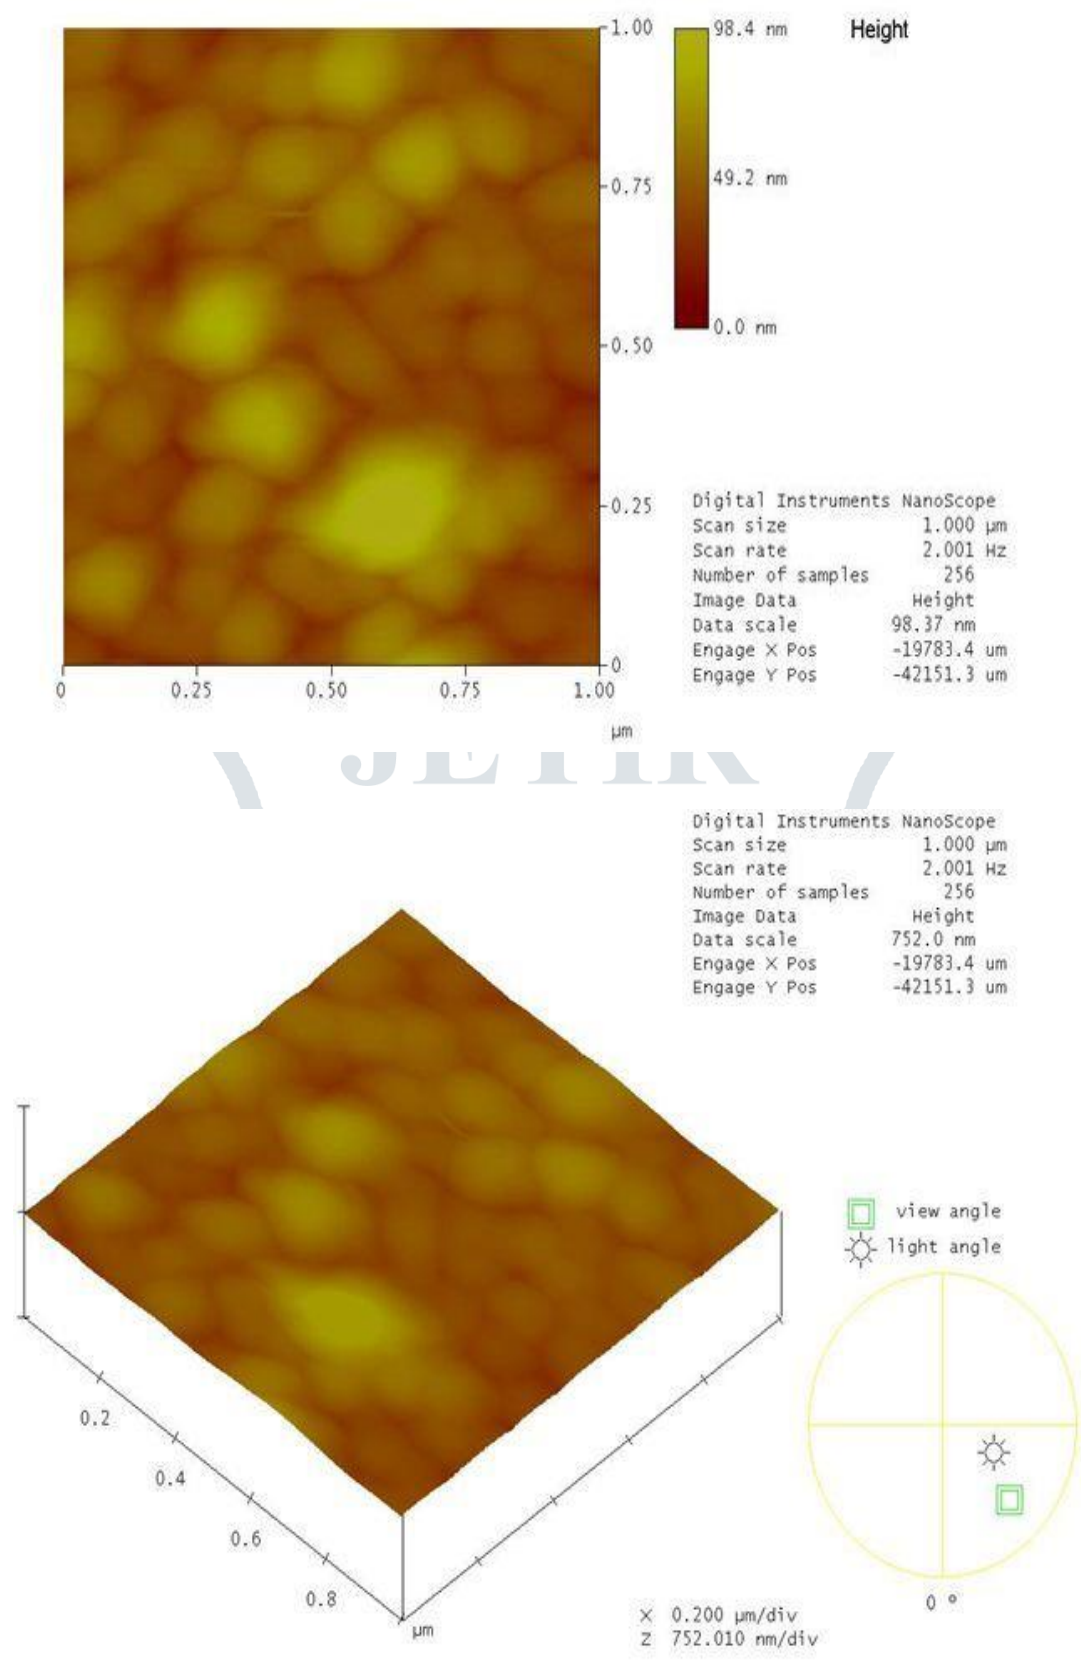 1.00
98.4 nm
Height
0.75
49.2 nm
0.0 nm
0.50
0.25
0
0 0.25 0.50 0.75 1.00
µm
Digital Instruments NanoScope
Scan size 1.000 µm
Scan rate 2.001 Hz
Number of samples 256
Image Data Height
Data scale 98.37 nm
Engage X Pos -19783.4 um
Engage Y Pos -42151.3 um
JETIR
Digital Instruments NanoScope
Scan size 1.000 µm
Scan rate 2.001 Hz
Number of samples 256
Image Data Height
Data scale 752.0 nm
Engage X Pos -19783.4 um
Engage Y Pos -42151.3 um
view angle
light angle
0.2
0.4
0.6
0.8
µm
X 0.200 µm/div
Z 752.010 nm/div
0 °